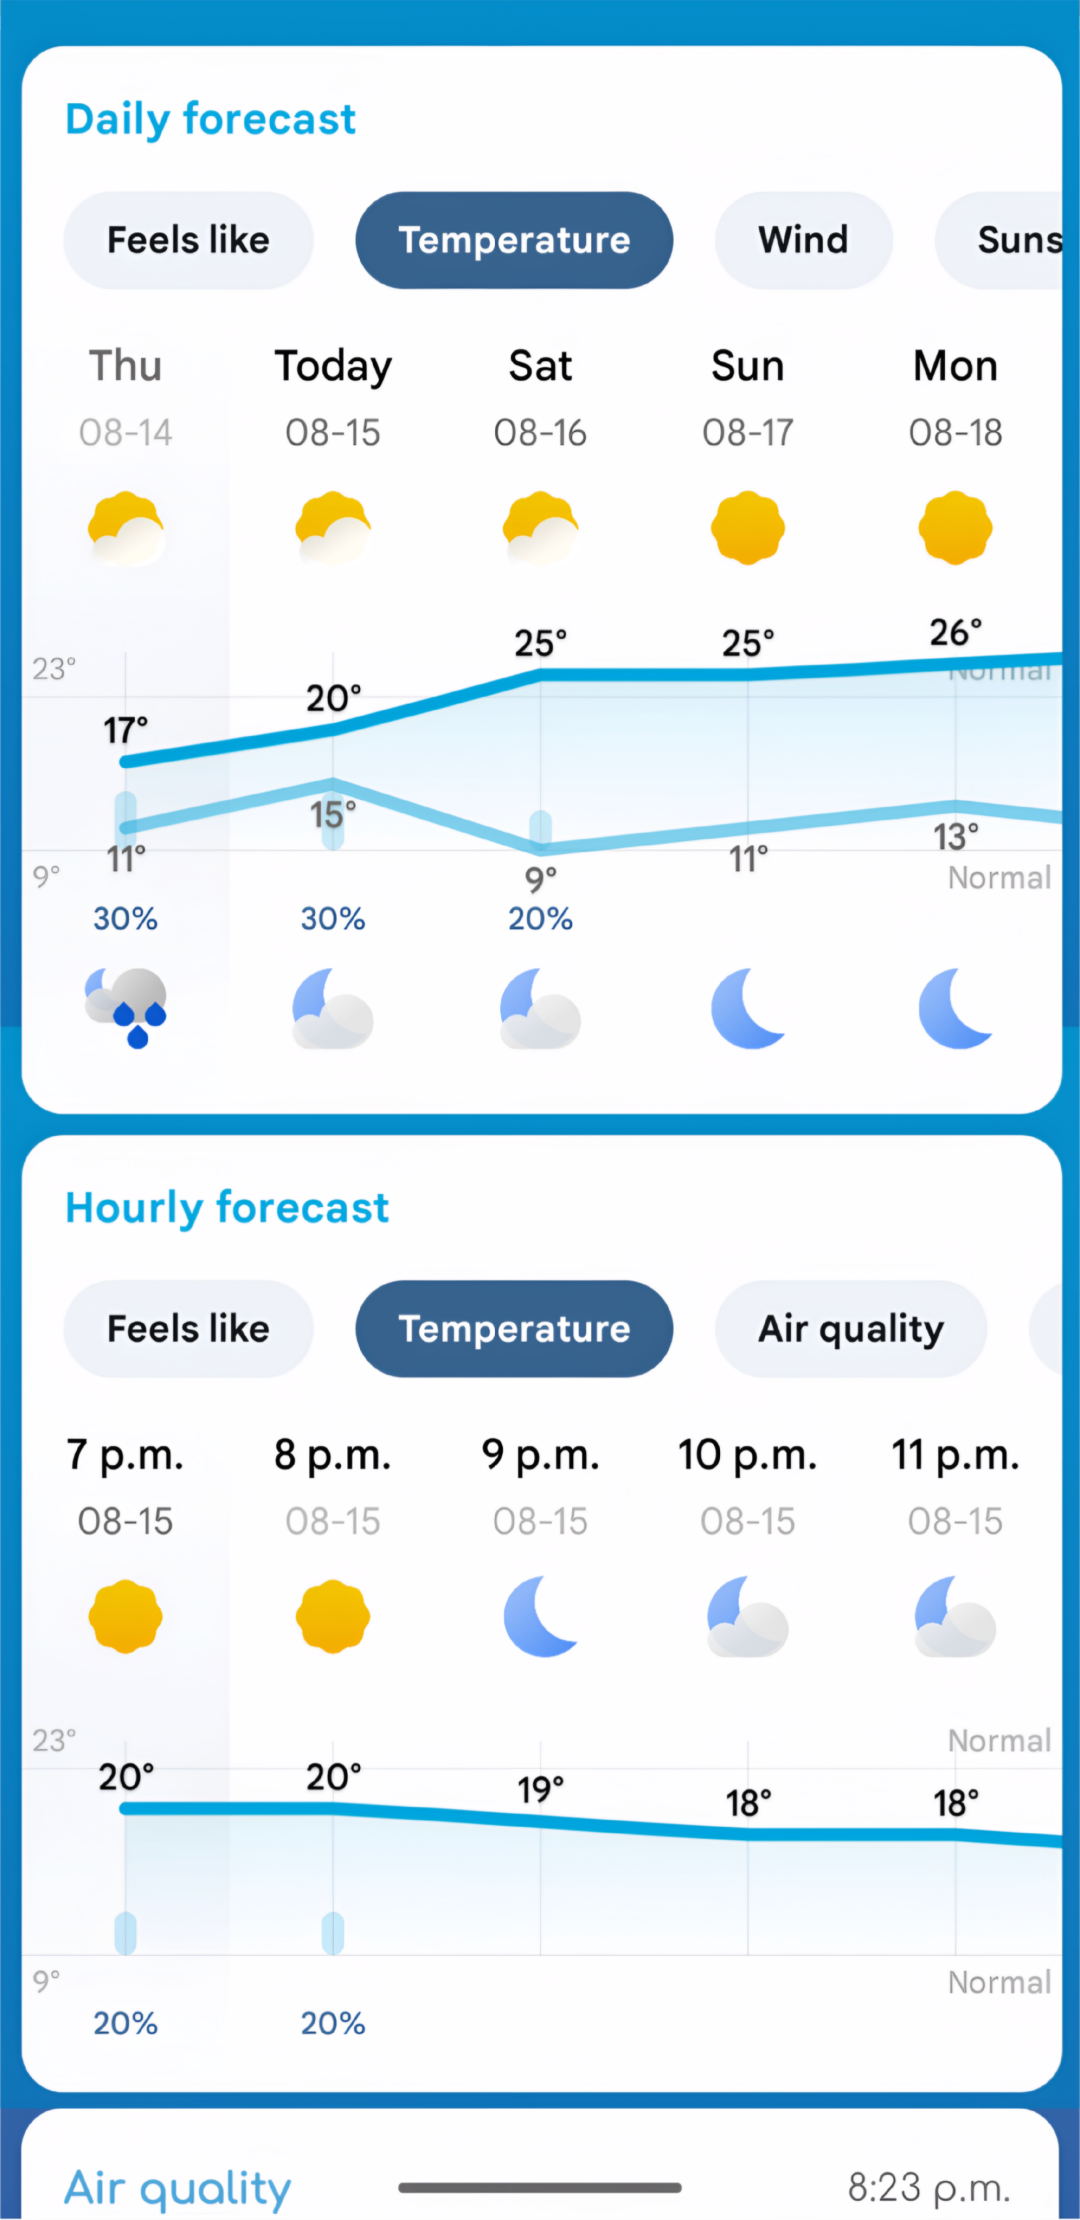 Daily forecast
Feels like Temperature Wind Suns
Thu Today Sat Sun Mon
08-14 08-15 08-16 08-17 08-18
25° 25° 26°
23° Normal
20°
17°
15°
13°
11° 11°
9° 9° Normal
30% 30% 20%
Hourly forecast
Feels like Temperature Air quality
7 p.m. 8 p.m. 9 p.m. 10 p.m. 11 p.m.
08-15 08-15 08-15 08-15 08-15
23° Normal
20° 20° 19° 18° 18°
9° Normal
20% 20%
Air quality 8:23 p.m.